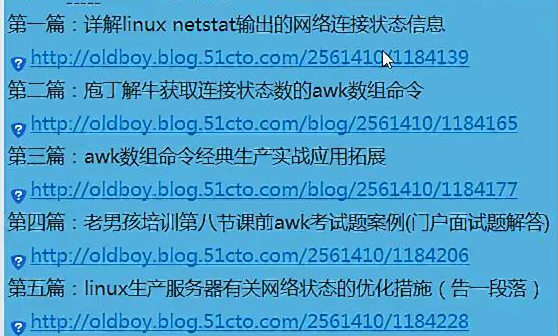 第一篇：详解linux netstat输出的网络连接状态信息
http://oldboy.blog.51cto.com/2561410/1184139
第二篇：庖丁解牛获取连接状态数的awk数组命令
http://oldboy.blog.51cto.com/blog/2561410/1184165
第三篇：awk数组命令经典生产实战应用拓展
http://oldboy.blog.51cto.com/blog/2561410/1184177
第四篇：老男孩培训第八节课前awk考试题案例(门户面试题解答)
http://oldboy.blog.51cto.com/2561410/1184206
第五篇：linux生产服务器有关网络状态的优化措施（告一段落）
http://oldboy.blog.51cto.com/2561410/1184228